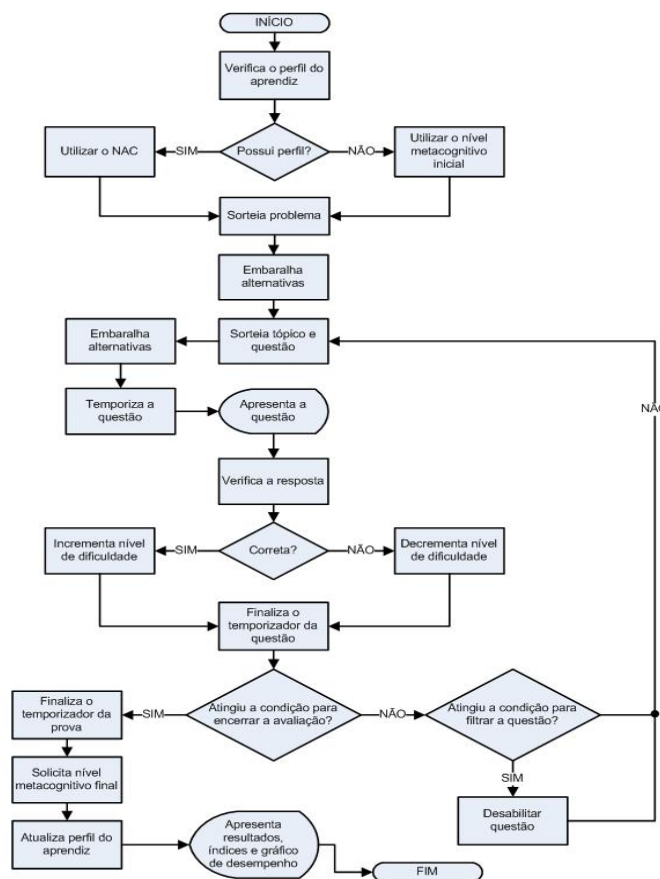 INÍCIO
Verifica o perfil do
aprendiz
Utilizar o NAC
SIM
Possui perfil?
NÃO
Utilizar o nível
metacognitivo
inicial
Sorteia problema
Embaralha
alternativas
Embaralha
alternativas
Sorteia tópico e
questão
Temporiza a
questão
Apresenta a
questão
NÃO
Verifica a resposta
Incrementa nível
de dificuldade
SIM
Correta?
NÃO
Decrementa nível
de dificuldade
Finaliza o
temporizador da
questão
Finaliza o
temporizador da
prova
SIM
Atingiu a condição para
encerrar a avaliação?
NÃO
Atingiu a condição para
filtrar a questão?
SIM
Solicita nível
metacognitivo final
Desabilitar
questão
Atualiza perfil do
aprendiz
Apresenta
resultados,
índices e gráfico
de desempenho
FIM